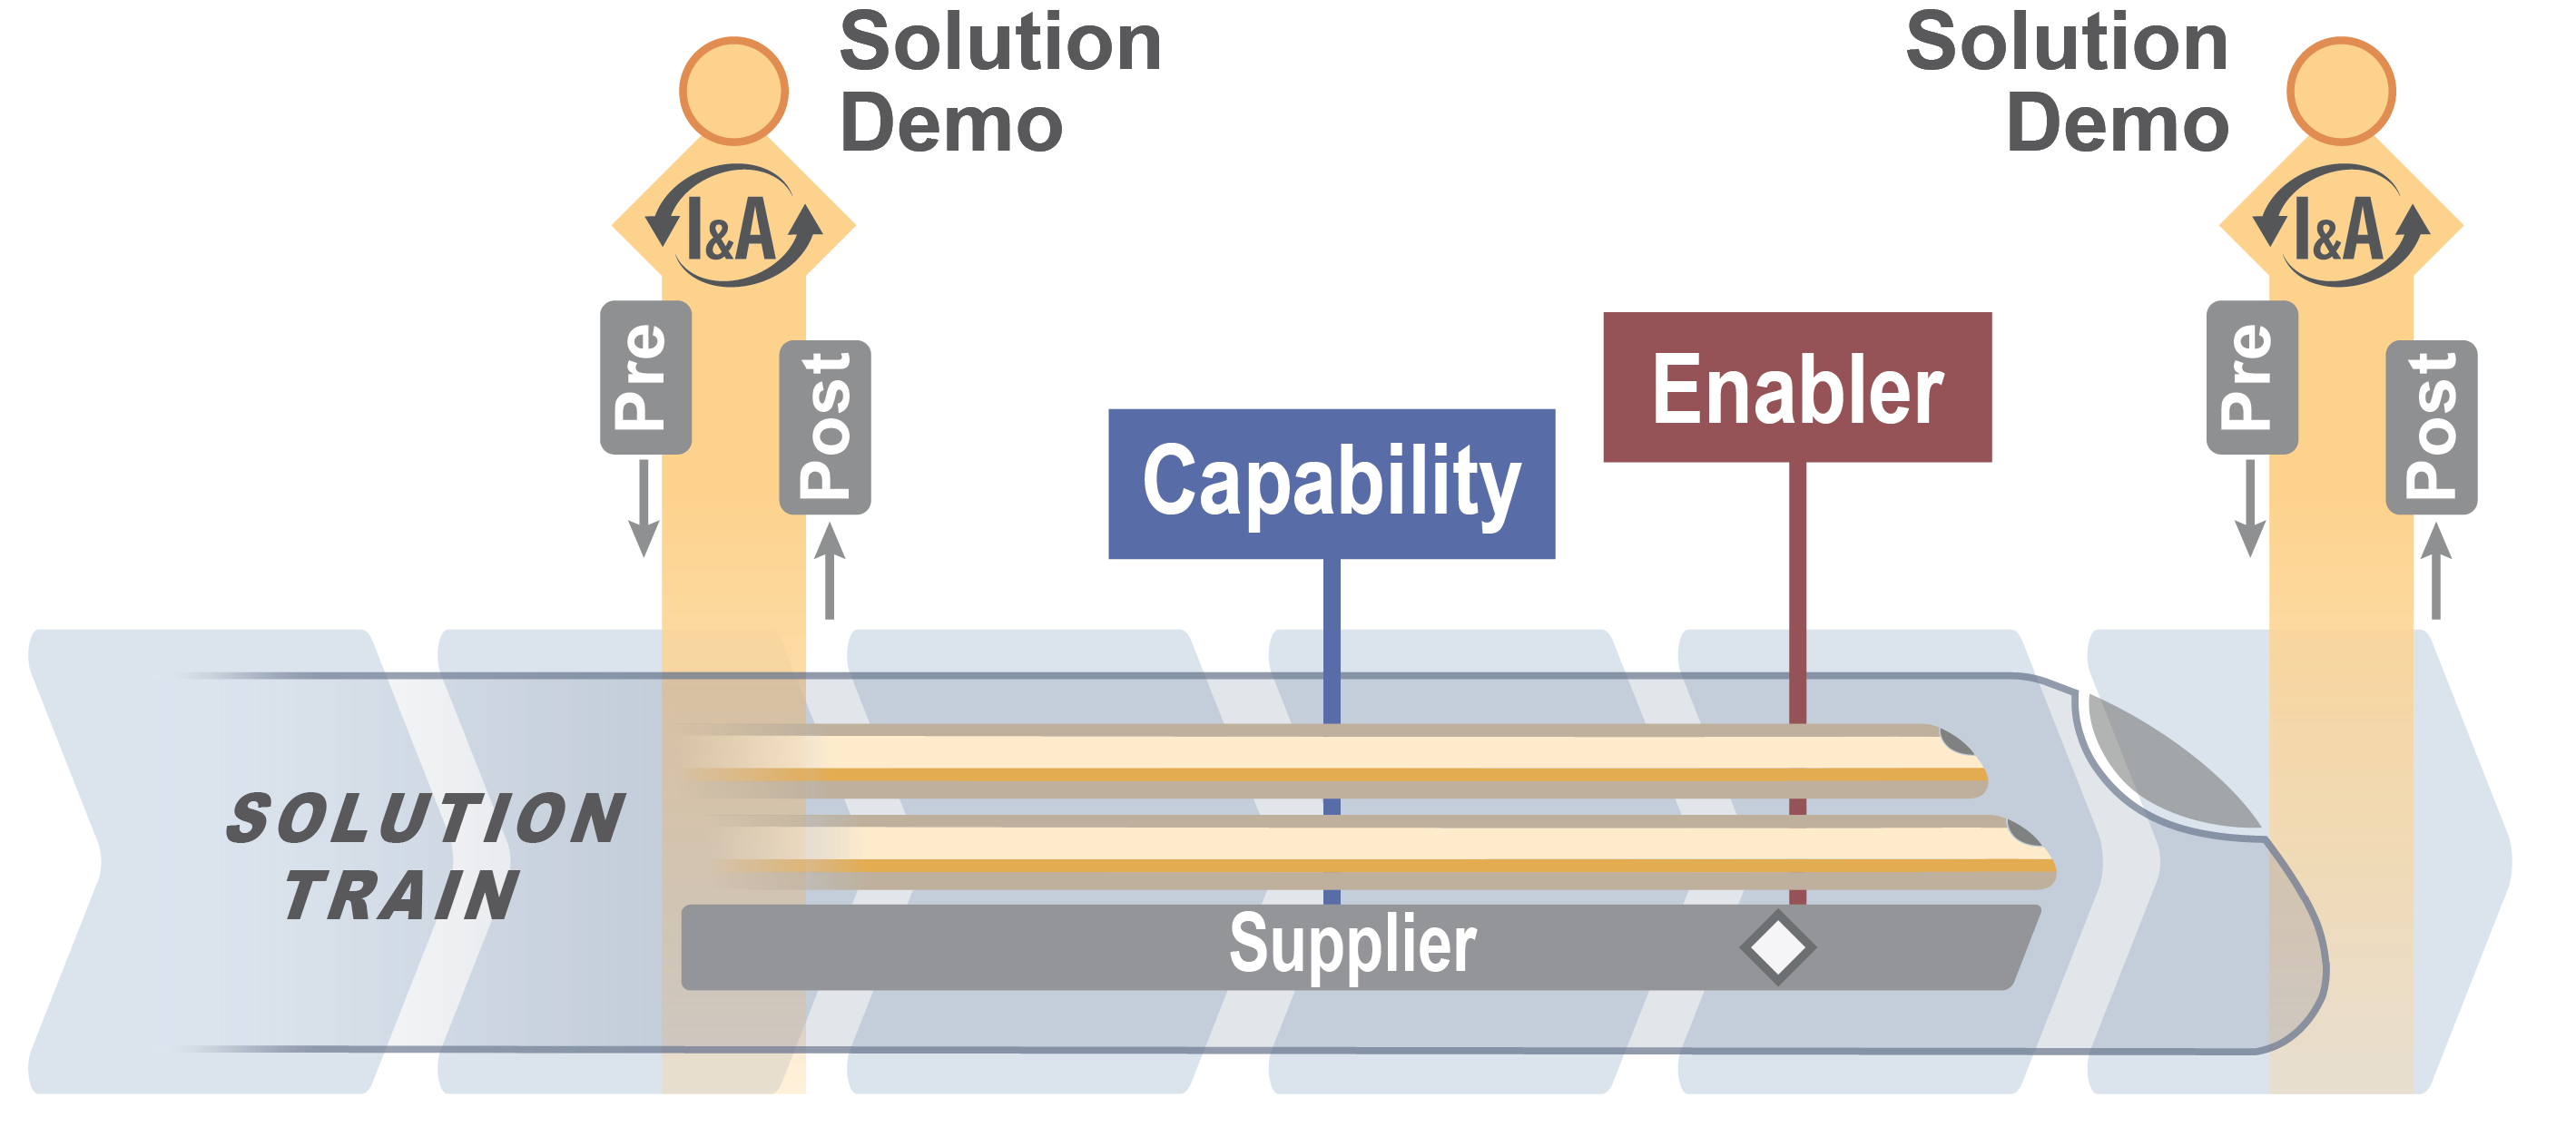 Solution
Demo
I&A
Pre
Post
Capability
Enabler
Solution
Demo
I&A
Pre
Post
SOLUTION
TRAIN
Supplier